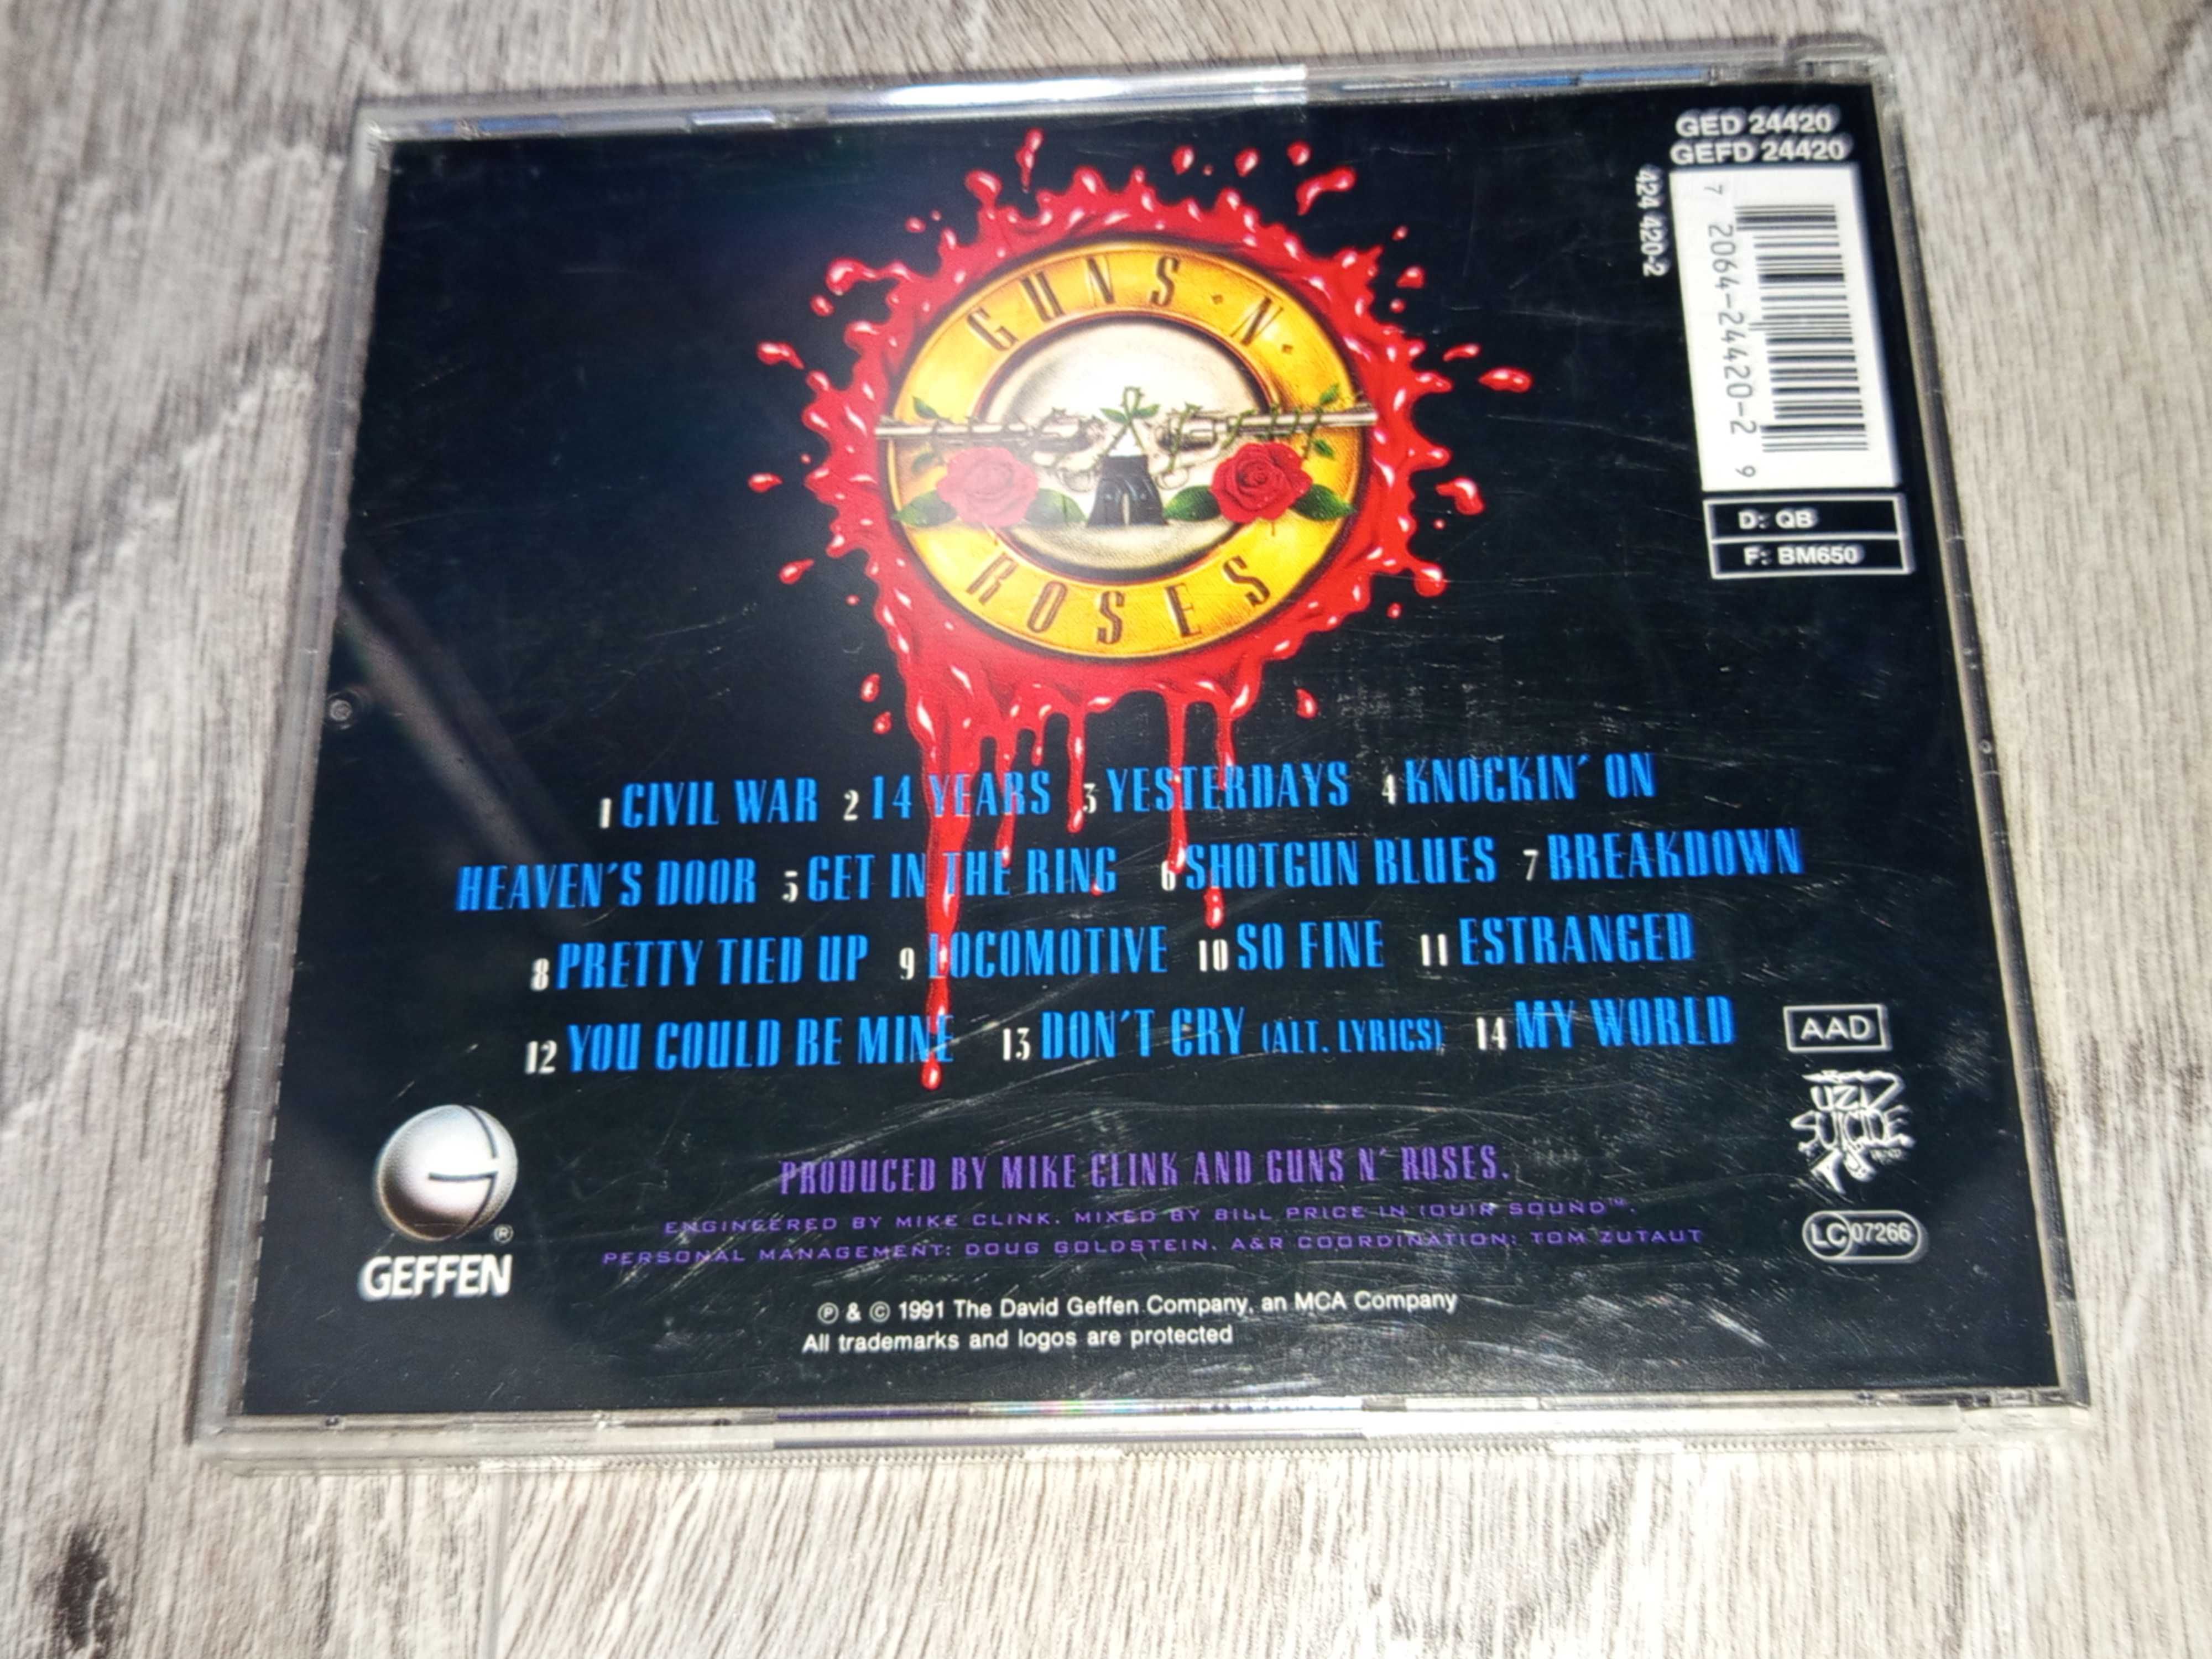 GED 24420
GEFD 24420
424 420-2
7 2064-24420-2 9
D: QB
F: BM650
GUNS · N ·
ROSES
1 CIVIL WAR 2 14 YEARS 3 YESTERDAYS 4 KNOCKIN' ON
HEAVEN'S DOOR 5 GET IN THE RING 6 SHOTGUN BLUES 7 BREAKDOWN
8 PRETTY TIED UP 9 LOCOMOTIVE 10 SO FINE 11 ESTRANGED
12 YOU COULD BE MINE 13 DON'T CRY (ALT. LYRICS) 14 MY WORLD
AAD
UZI
SUICIDE
PRODUCED BY MIKE CLINK AND GUNS N' ROSES.
ENGINEERED BY MIKE CLINK. MIXED BY BILL PRICE IN (OU)R SOUND™.
PERSONAL MANAGEMENT: DOUG GOLDSTEIN. A&R COORDINATION: TOM ZUTAUT
LC 07266
®
GEFFEN
℗ & © 1991 The David Geffen Company, an MCA Company
All trademarks and logos are protected